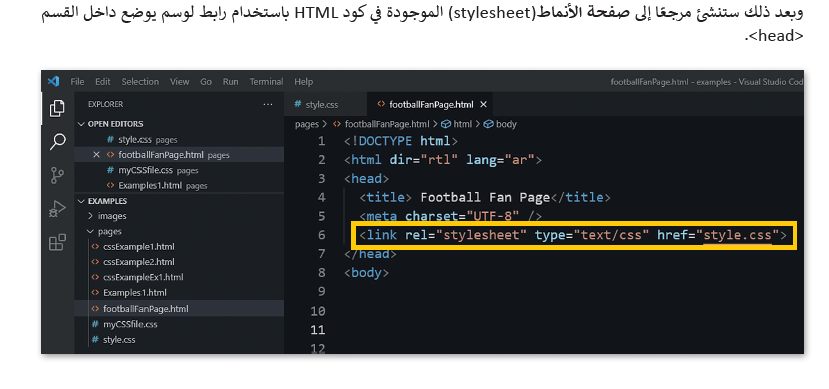 وبعد ذلك ستنشئ مرجعًا إلى صفحة الأنماط(stylesheet) الموجودة في كود HTML باستخدام رابط لوسم يوضع داخل القسم
<head>.
File Edit Selection View Go Run Terminal Help footballFanPage.html - examples - Visual Studio Cod
EXPLORER ...
OPEN EDITORS
# style.css pages
× <> footballFanPage.html pages
# myCSSfile.css pages
<> Examples1.html pages
EXAMPLES
> images
pages
<> cssExample1.html
<> cssExample2.html
<> cssExampleEx1.html
<> Examples1.html
<> footballFanPage.html
# myCSSfile.css
# style.css
# style.css <> footballFanPage.html ×
pages > <> footballFanPage.html > html > body
1 <!DOCTYPE html>
2 <html dir="rtl" lang="ar">
3 <head>
4 <title> Football Fan Page</title>
5 <meta charset="UTF-8" />
6 <link rel="stylesheet" type="text/css" href="style.css">
7 </head>
8 <body>
9
10
11
12